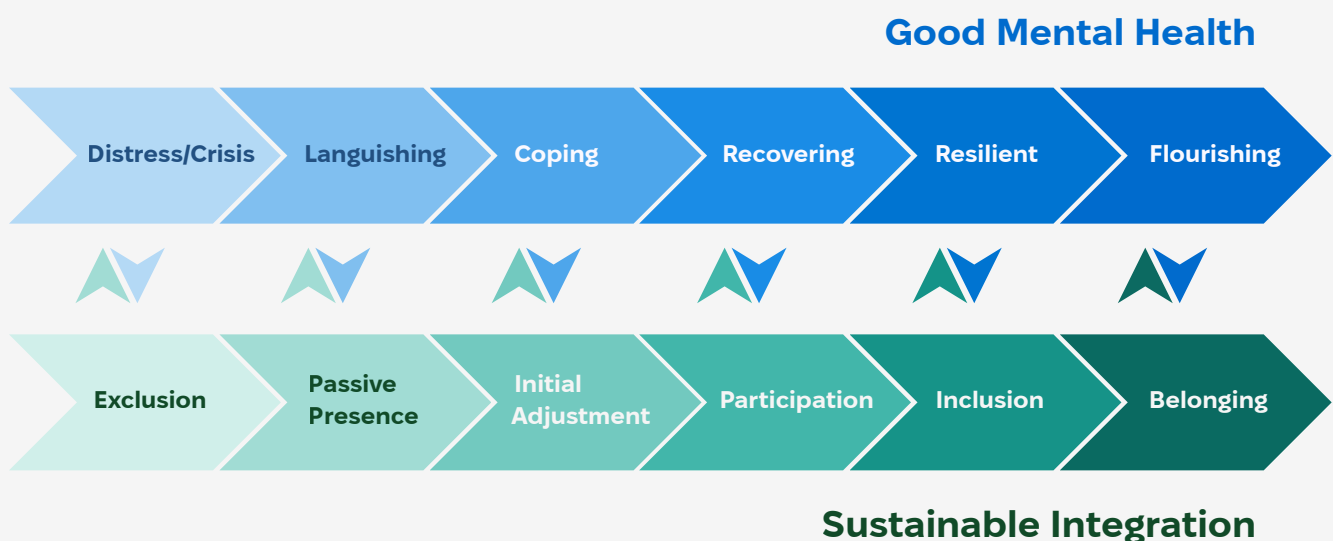 Good Mental Health
Distress/Crisis
Languishing
Coping
Recovering
Resilient
Flourishing
Exclusion
Passive
Presence
Initial
Adjustment
Participation
Inclusion
Belonging
Sustainable Integration